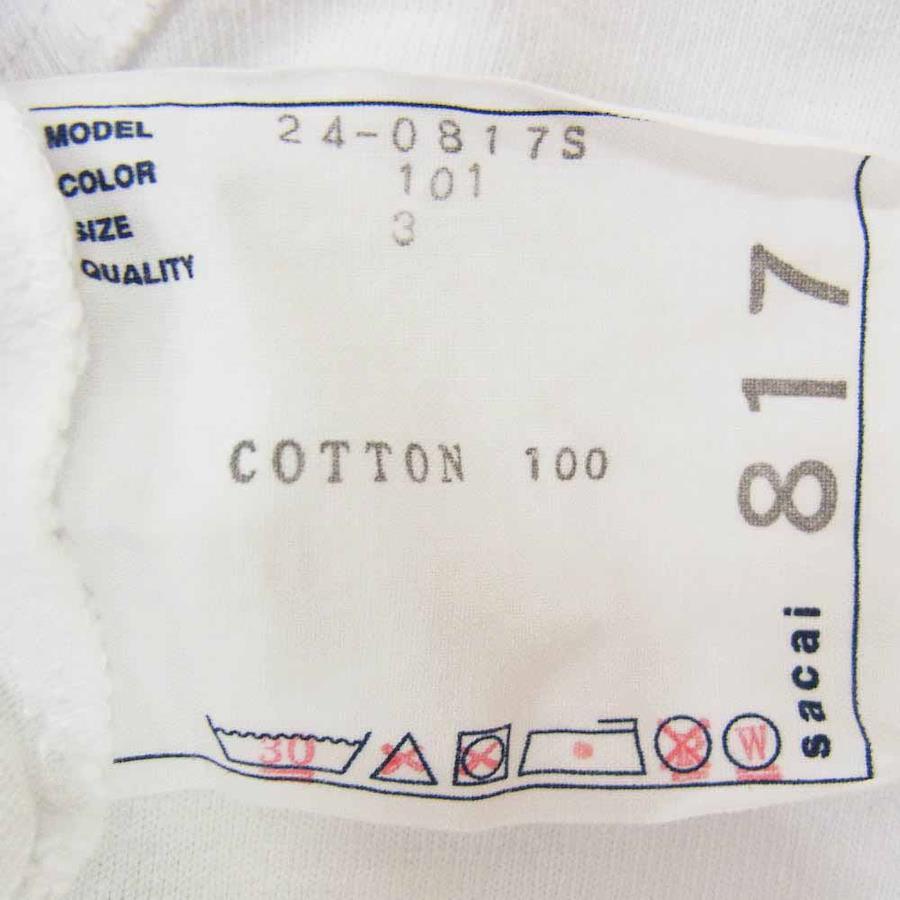 MODEL 24-0817S
COLOR 101
SIZE 3
QUALITY
COTTON 100
817
sacai
30
W